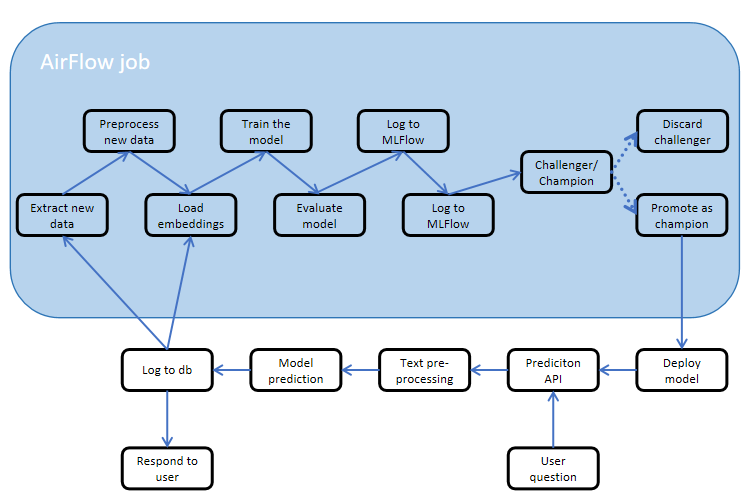 AirFlow job
Preprocess
new data
Train the
model
Log to
MLFlow
Discard
challenger
Challenger/
Champion
Extract new
data
Load
embeddings
Evaluate
model
Log to
MLFlow
Promote as
champion
Log to db
Model
prediction
Text pre-
processing
Prediciton
API
Deploy
model
Respond to
user
User
question